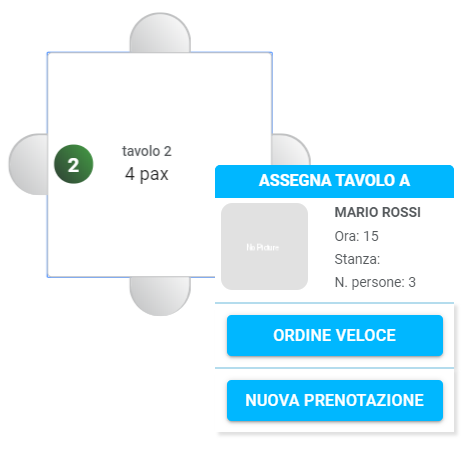 2
tavolo 2
4 pax
ASSEGNA TAVOLO A
No Picture
MARIO ROSSI
Ora: 15
Stanza:
N. persone: 3
ORDINE VELOCE
NUOVA PRENOTAZIONE